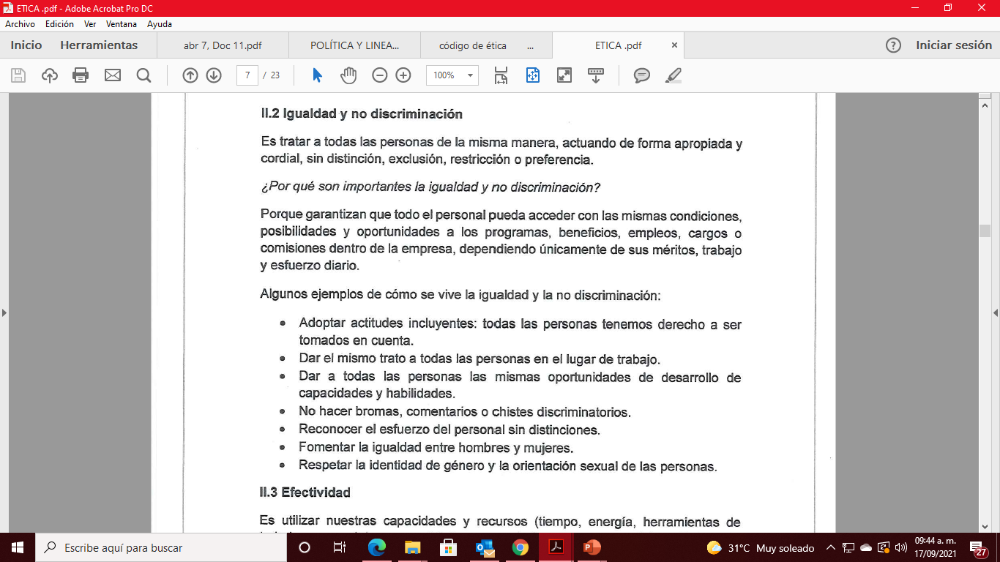 ETICA .pdf - Adobe Acrobat Pro DC
Archivo Edición Ver Ventana Ayuda
Inicio Herramientas abr 7, Doc 11.pdf POLÍTICA Y LINEA... código de ética ... ETICA .pdf × Iniciar sesión
7 / 23 100%
II.2 Igualdad y no discriminación
Es tratar a todas las personas de la misma manera, actuando de forma apropiada y
cordial, sin distinción, exclusión, restricción o preferencia.
¿Por qué son importantes la igualdad y no discriminación?
Porque garantizan que todo el personal pueda acceder con las mismas condiciones,
posibilidades y oportunidades a los programas, beneficios, empleos, cargos o
comisiones dentro de la empresa, dependiendo únicamente de sus méritos, trabajo
y esfuerzo diario.
Algunos ejemplos de cómo se vive la igualdad y la no discriminación:
• Adoptar actitudes incluyentes: todas las personas tenemos derecho a ser
tomados en cuenta.
• Dar el mismo trato a todas las personas en el lugar de trabajo.
• Dar a todas las personas las mismas oportunidades de desarrollo de
capacidades y habilidades.
• No hacer bromas, comentarios o chistes discriminatorios.
• Reconocer el esfuerzo del personal sin distinciones.
• Fomentar la igualdad entre hombres y mujeres.
• Respetar la identidad de género y la orientación sexual de las personas.
II.3 Efectividad
Es utilizar nuestras capacidades y recursos (tiempo, energía, herramientas de
Escribe aquí para buscar
31°C Muy soleado
09:44 a. m.
17/09/2021
27